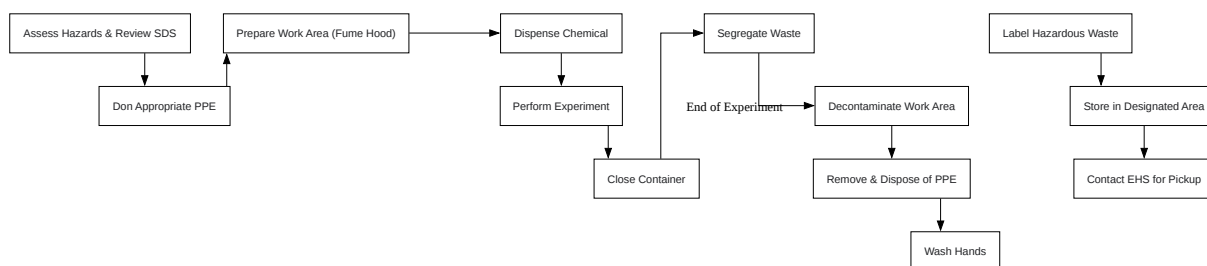 Assess Hazards & Review SDS
Don Appropriate PPE
Prepare Work Area (Fume Hood)
Dispense Chemical
Perform Experiment
Close Container
Segregate Waste
End of Experiment
Decontaminate Work Area
Remove & Dispose of PPE
Wash Hands
Label Hazardous Waste
Store in Designated Area
Contact EHS for Pickup